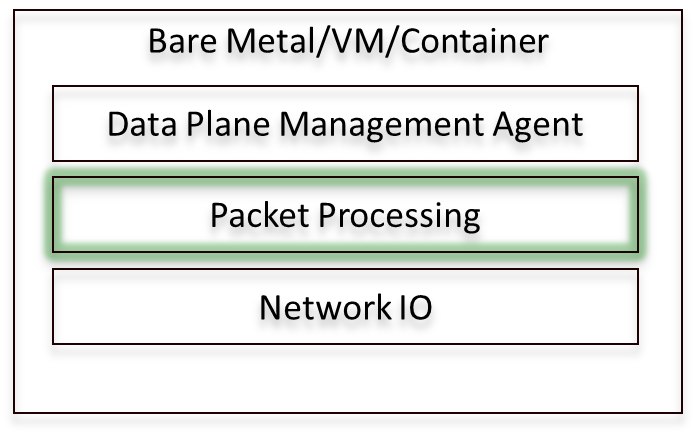 Bare Metal/VM/Container
Data Plane Management Agent
Packet Processing
Network IO